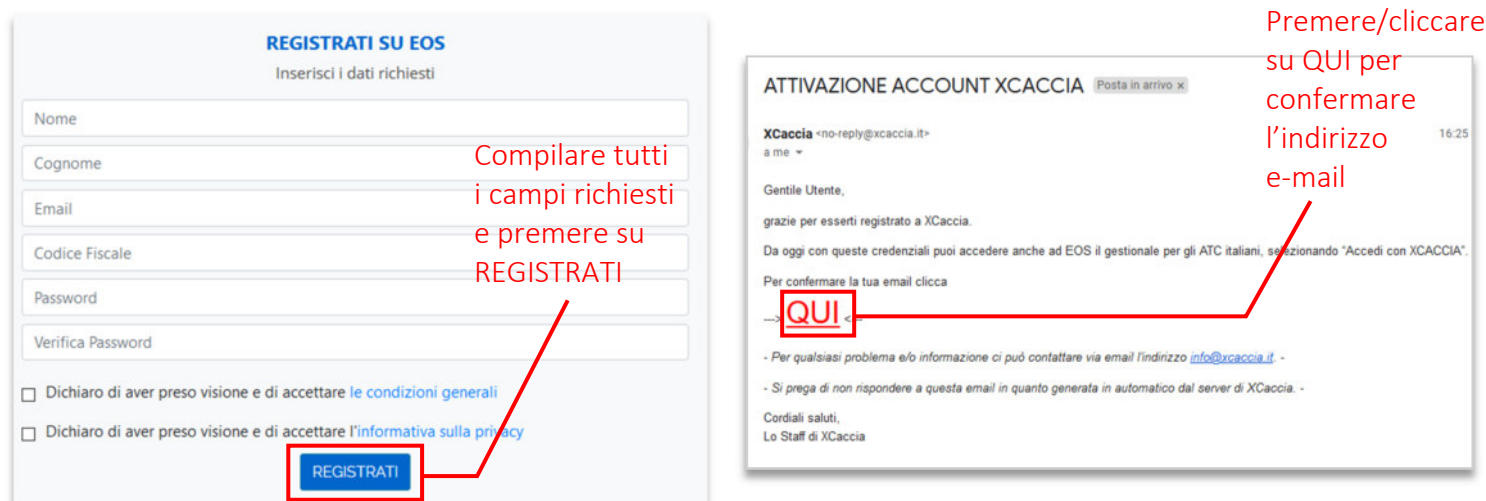 REGISTRATI SU EOS
Inserisci i dati richiesti
Nome
Cognome
Email
Codice Fiscale
Password
Verifica Password
Dichiaro di aver preso visione e di accettare le condizioni generali
Dichiaro di aver preso visione e di accettare l'informativa sulla privacy
REGISTRATI
Compilare tutti
i campi richiesti
e premere su
REGISTRATI
Premere/cliccare
su QUI per
confermare
l’indirizzo
e-mail
ATTIVAZIONE ACCOUNT XCACCIA Posta in arrivo x
XCaccia <no-reply@xcaccia.it> 16:25
a me
Gentile Utente,
grazie per esserti registrato a XCaccia.
Da oggi con queste credenziali puoi accedere anche ad EOS il gestionale per gli ATC italiani, selezionando “Accedi con XCACCIA”.
Per confermare la tua email clicca
---> QUI <---
- Per qualsiasi problema e/o informazione ci può contattare via email l'indirizzo info@xcaccia.it. -
- Si prega di non rispondere a questa email in quanto generata in automatico dal server di XCaccia. -
Cordiali saluti,
Lo Staff di XCaccia